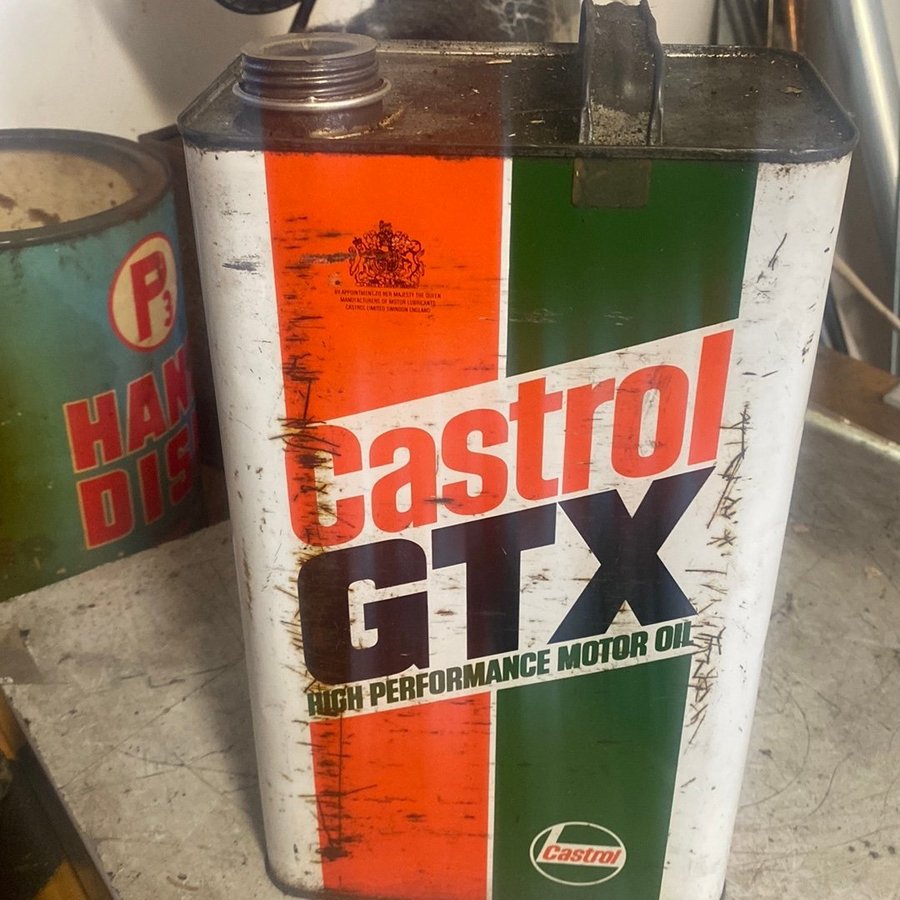 BY APPOINTMENT TO HER MAJESTY THE QUEEN
MANUFACTURERS OF MOTOR LUBRICANTS
CASTROL LIMITED SWINDON ENGLAND
Castrol
GTX
HIGH PERFORMANCE MOTOR OIL
Castrol
P3
HAN
DIS